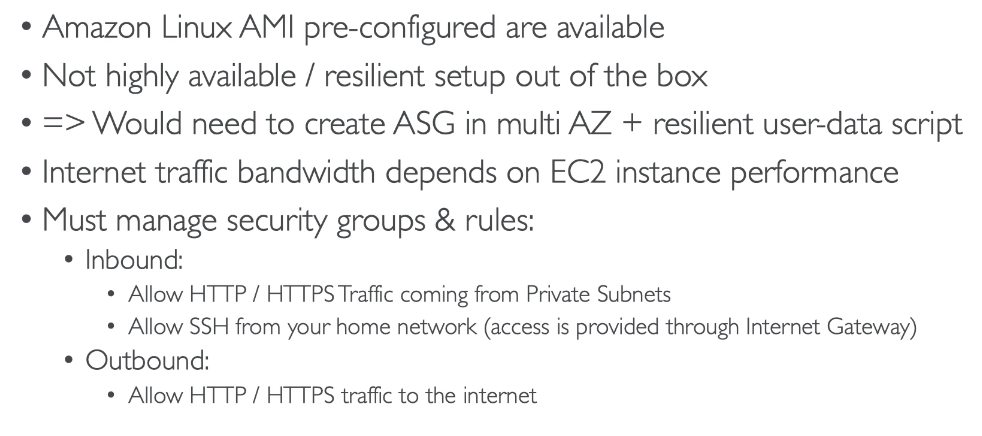 • Amazon Linux AMI pre-configured are available
• Not highly available / resilient setup out of the box
• => Would need to create ASG in multi AZ + resilient user-data script
• Internet traffic bandwidth depends on EC2 instance performance
• Must manage security groups & rules:
• Inbound:
• Allow HTTP / HTTPS Traffic coming from Private Subnets
• Allow SSH from your home network (access is provided through Internet Gateway)
• Outbound:
• Allow HTTP / HTTPS traffic to the internet